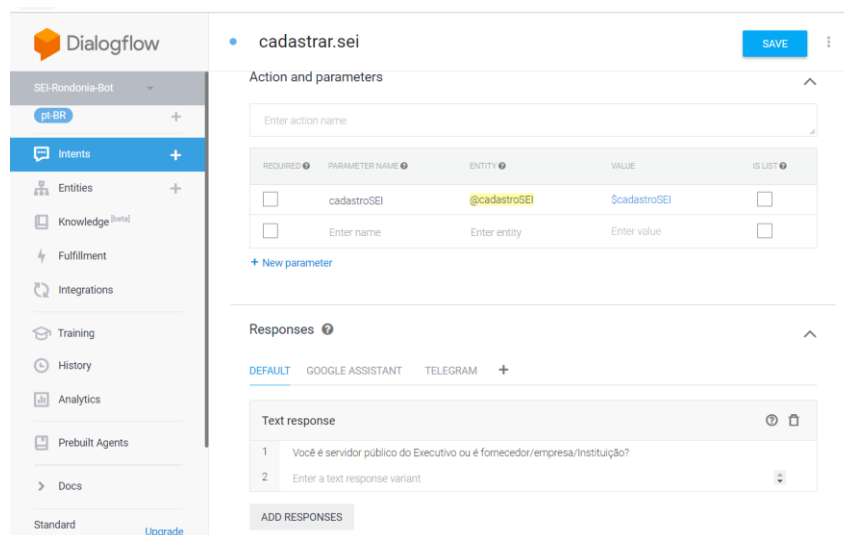 Dialogflow
SEI-Rondonia-Bot
pt-BR
Intents
Entities
Knowledge [beta]
Fulfillment
Integrations
Training
History
Analytics
Prebuilt Agents
Docs
Standard
Upgrade
cadastrar.sei
SAVE
Action and parameters
Enter action name
REQUIRED PARAMETER NAME ENTITY VALUE IS LIST
cadastroSEI @cadastroSEI $cadastroSEI
Enter name Enter entity Enter value
+ New parameter
Responses
DEFAULT GOOGLE ASSISTANT TELEGRAM +
Text response
1 Você é servidor público do Executivo ou é fornecedor/empresa/Instituição?
2 Enter a text response variant
ADD RESPONSES